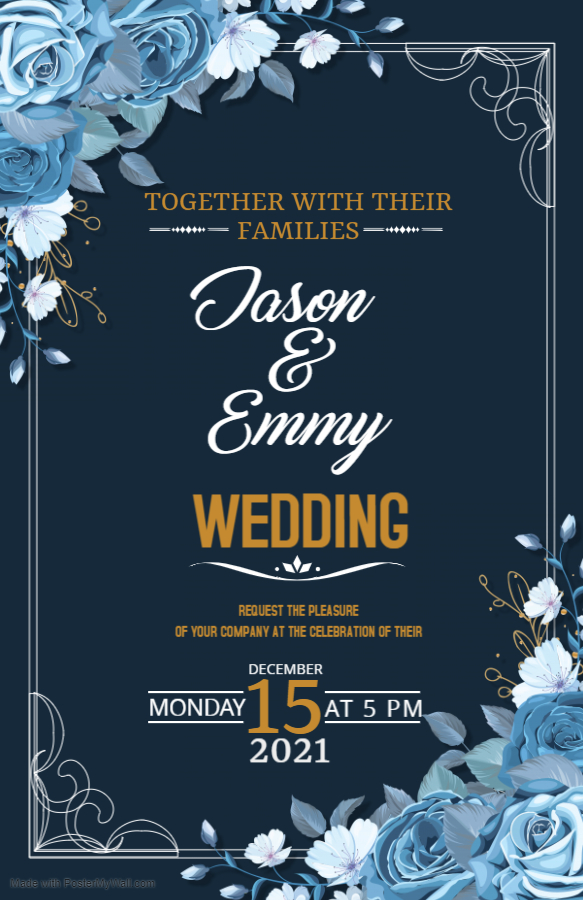 TOGETHER WITH THEIR
FAMILIES
Jason
&
Emmy
WEDDING
REQUEST THE PLEASURE
OF YOUR COMPANY AT THE CELEBRATION OF THEIR
DECEMBER
MONDAY 15 AT 5 PM
2021
Made with PosterMyWall.com